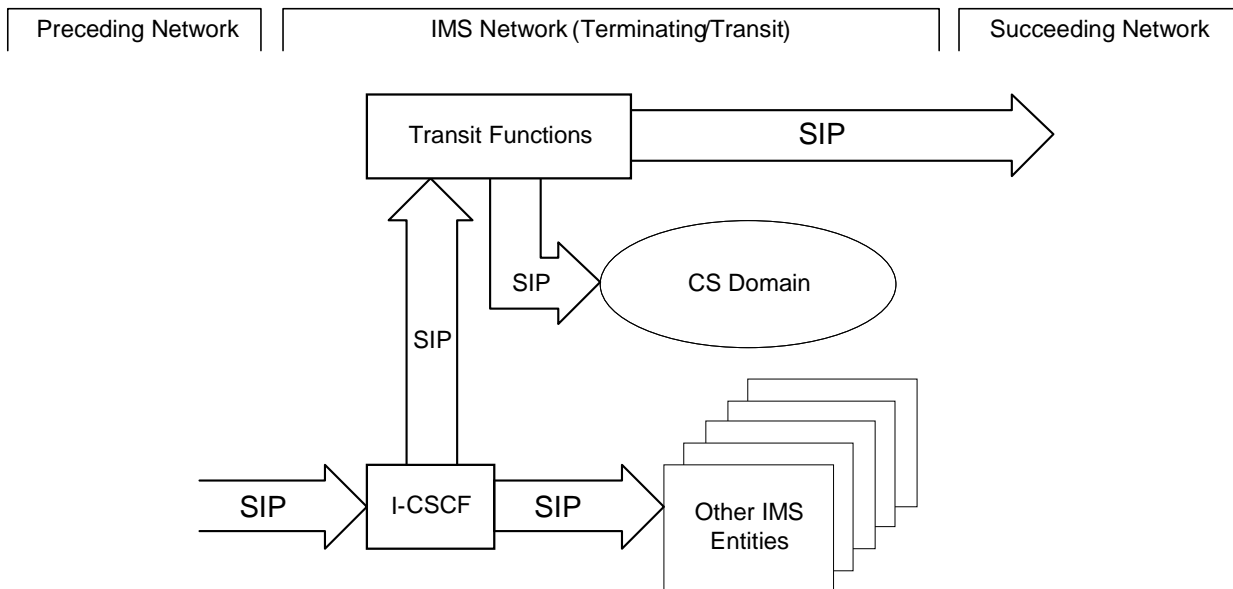 Preceding Network
IMS Network (Terminating/Transit)
Succeeding Network
Transit Functions
SIP
SIP
CS Domain
SIP
SIP
I-CSCF
SIP
Other IMS
Entities